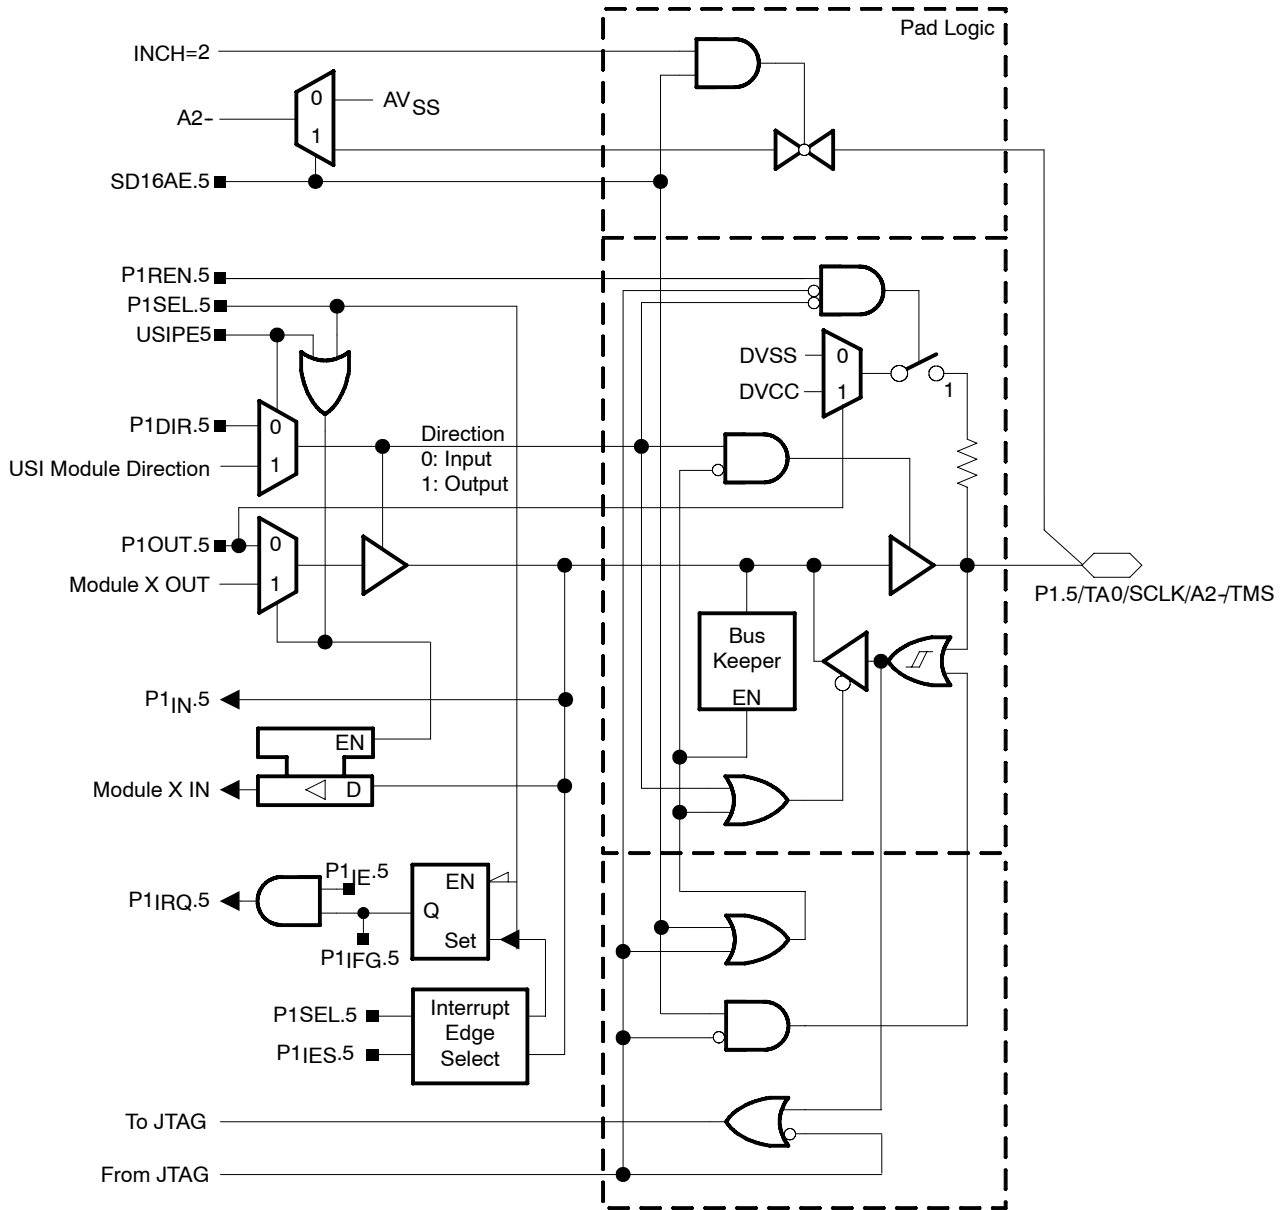 Pad Logic
INCH=2
0
AVSS
A2-
1
SD16AE.5
P1REN.5
P1SEL.5
USIPE5
DVSS
0
DVCC
1
1
P1DIR.5
0
USI Module Direction
1
Direction
0: Input
1: Output
P1OUT.5
0
Module X OUT
1
P1.5/TA0/SCLK/A2-/TMS
Bus
Keeper
EN
P1IN.5
EN
Module X IN
D
P1IE.5
P1IRQ.5
EN
Q
Set
P1IFG.5
P1SEL.5
P1IES.5
Interrupt
Edge
Select
To JTAG
From JTAG